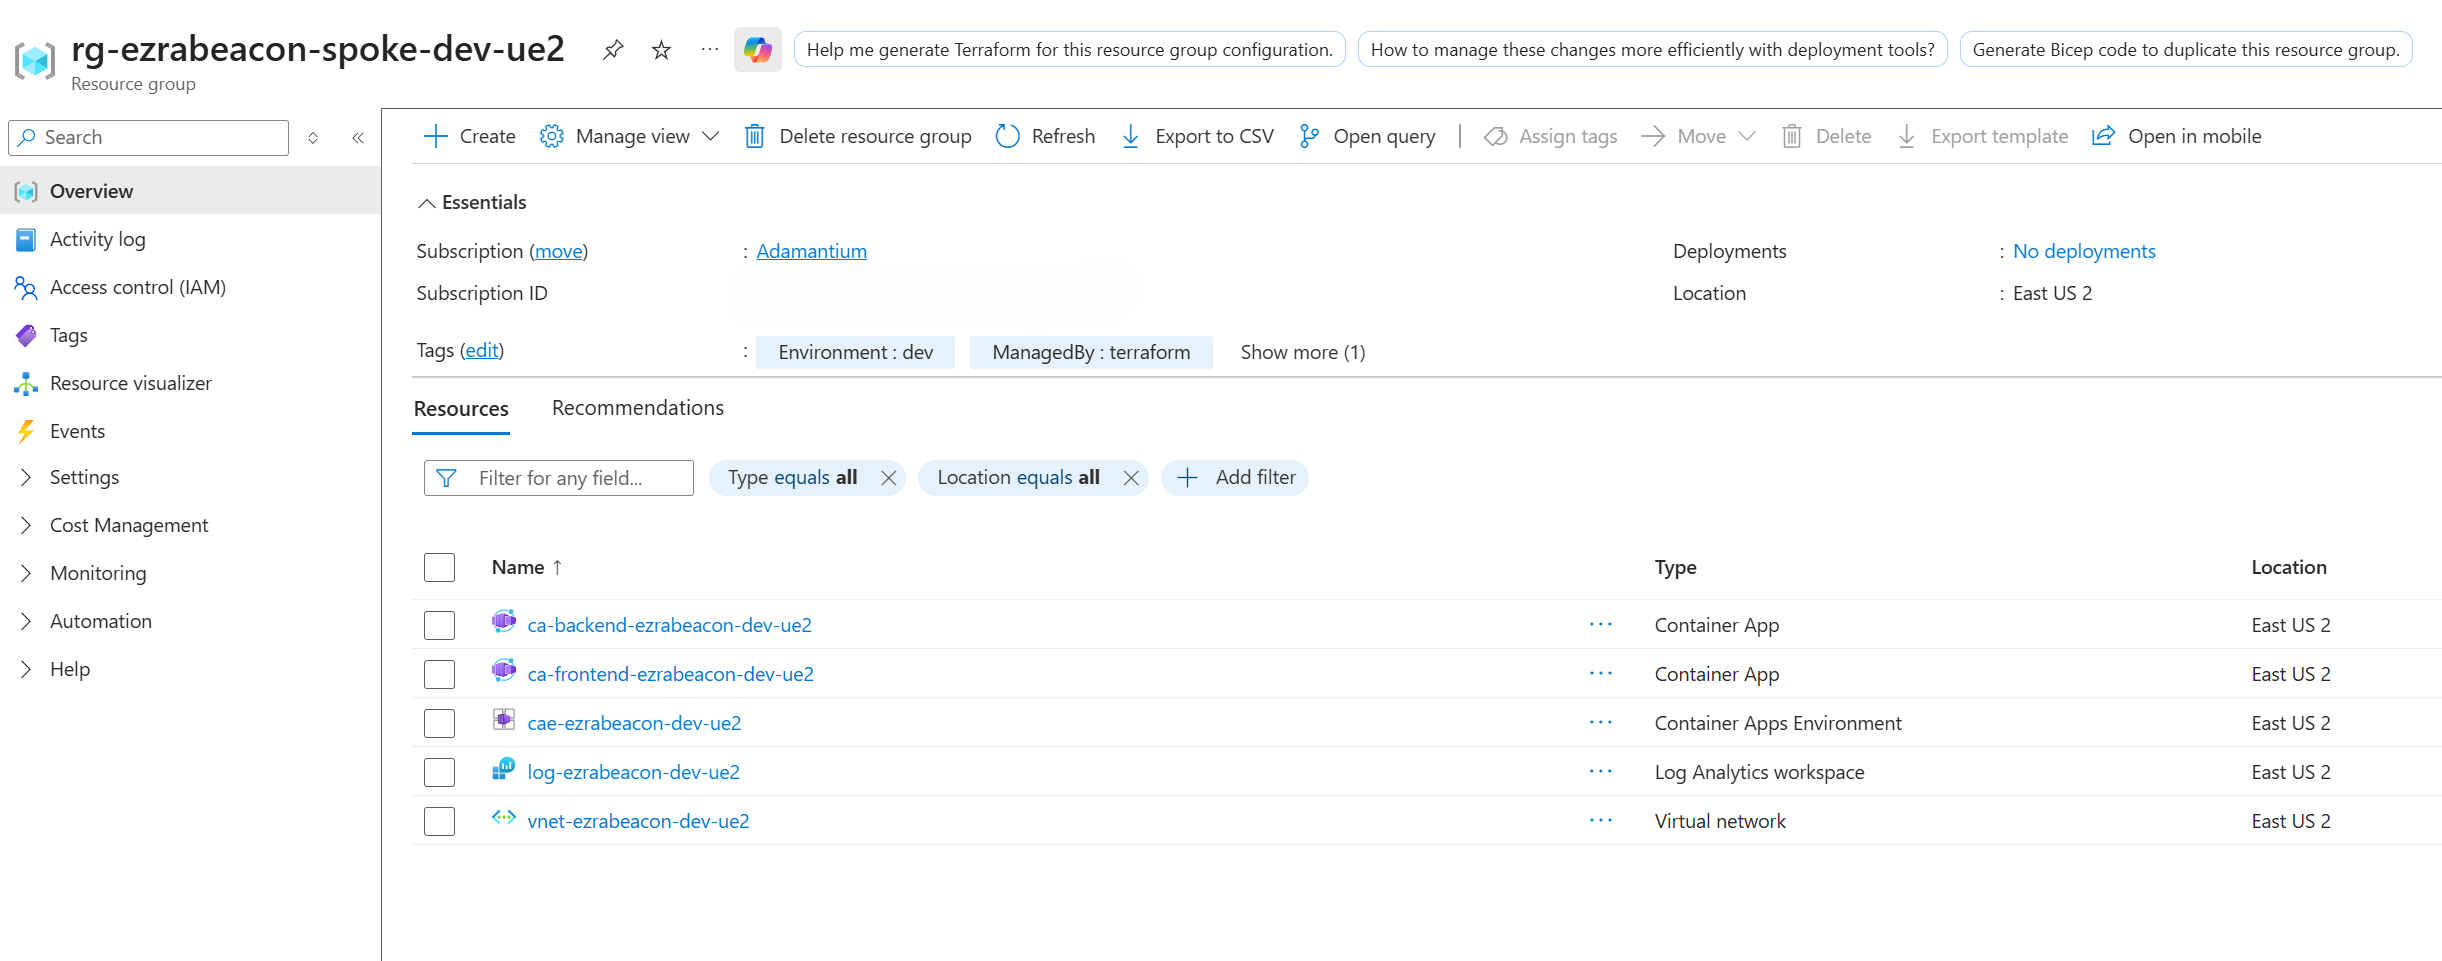 rg-ezrabeacon-spoke-dev-ue2
Resource group
Help me generate Terraform for this resource group configuration.
How to manage these changes more efficiently with deployment tools?
Generate Bicep code to duplicate this resource group.
Search
Overview
Activity log
Access control (IAM)
Tags
Resource visualizer
Events
Settings
Cost Management
Monitoring
Automation
Help
Create
Manage view
Delete resource group
Refresh
Export to CSV
Open query
Assign tags
Move
Delete
Export template
Open in mobile
Essentials
Subscription (move) : Adamantium
Subscription ID
Tags (edit) : Environment : dev ManagedBy : terraform Show more (1)
Deployments : No deployments
Location : East US 2
Resources Recommendations
Filter for any field... Type equals all Location equals all Add filter
Name ↑ Type Location
ca-backend-ezrabeacon-dev-ue2 ... Container App East US 2
ca-frontend-ezrabeacon-dev-ue2 ... Container App East US 2
cae-ezrabeacon-dev-ue2 ... Container Apps Environment East US 2
log-ezrabeacon-dev-ue2 ... Log Analytics workspace East US 2
vnet-ezrabeacon-dev-ue2 ... Virtual network East US 2